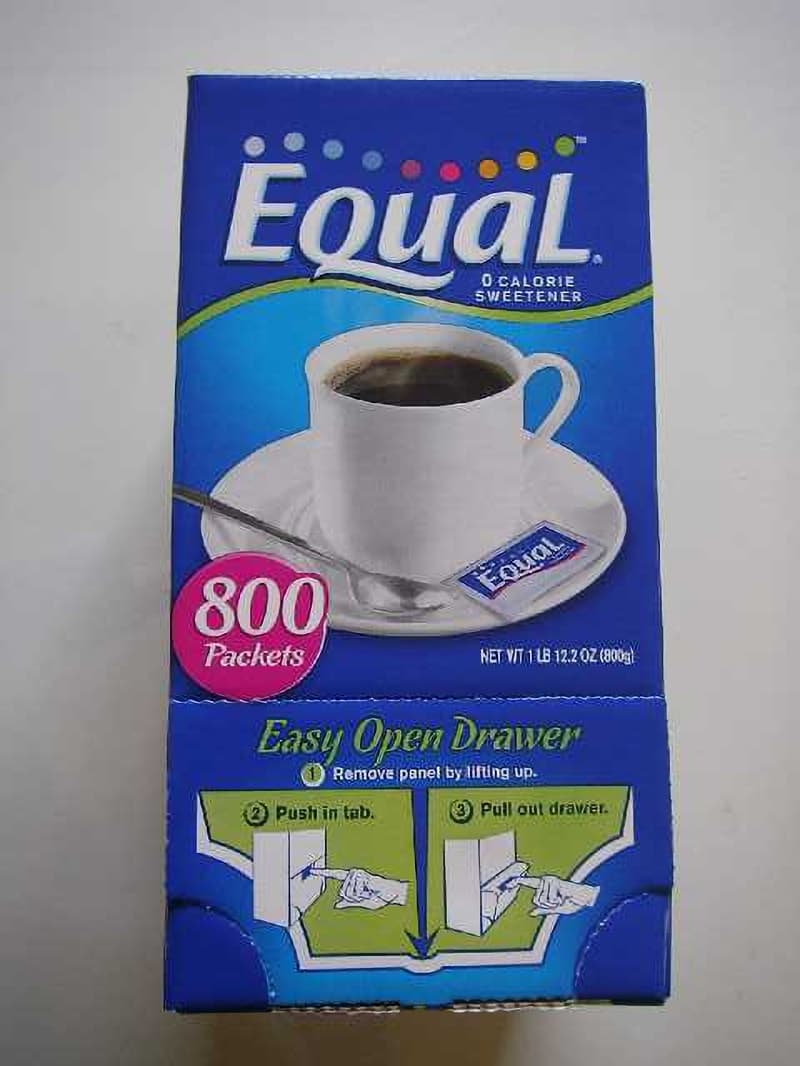 EQUAL™
0 CALORIE
SWEETENER
EQUAL
800
Packets
NET WT 1 LB 12.2 OZ (800g)
Easy Open Drawer
1 Remove panel by lifting up.
2 Push in tab.
3 Pull out drawer.